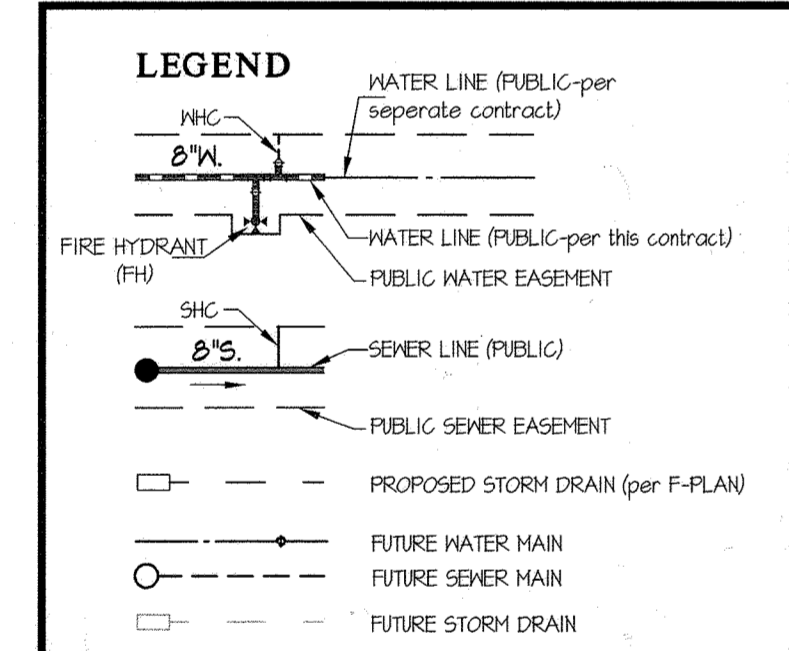 LEGEND
WATER LINE (PUBLIC-per
seperate contract)
WHC
8"W.
WATER LINE (PUBLIC-per this contract)
FIRE HYDRANT
(FH)
PUBLIC WATER EASEMENT
SHC
8"S.
SEWER LINE (PUBLIC)
PUBLIC SEWER EASEMENT
PROPOSED STORM DRAIN (per F-PLAN)
FUTURE WATER MAIN
FUTURE SEWER MAIN
FUTURE STORM DRAIN